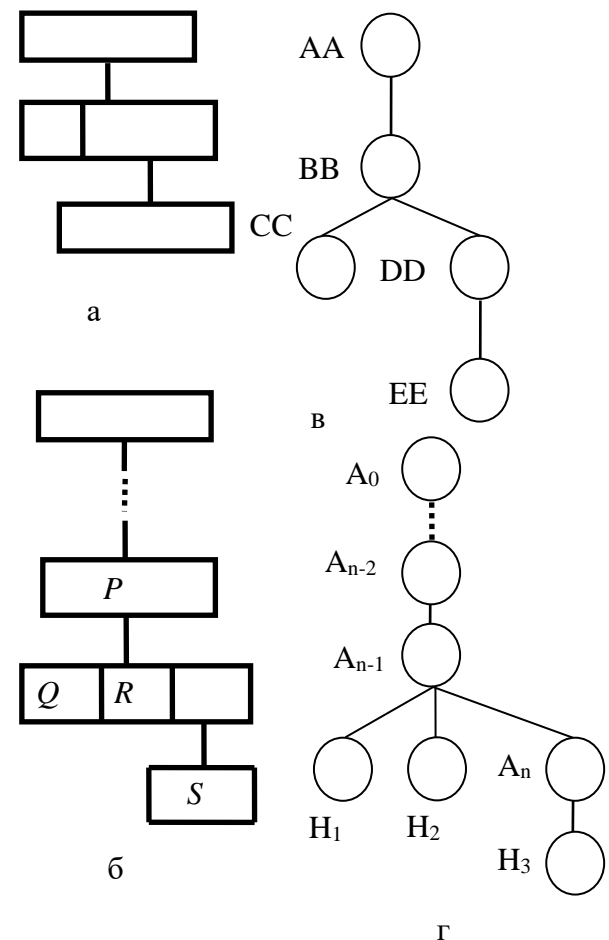 AA
BB
CC
DD
а
EE
в
A₀
Aₙ₋₂
P
Aₙ₋₁
Q R
Aₙ
S
H₁ H₂
H₃
б
г